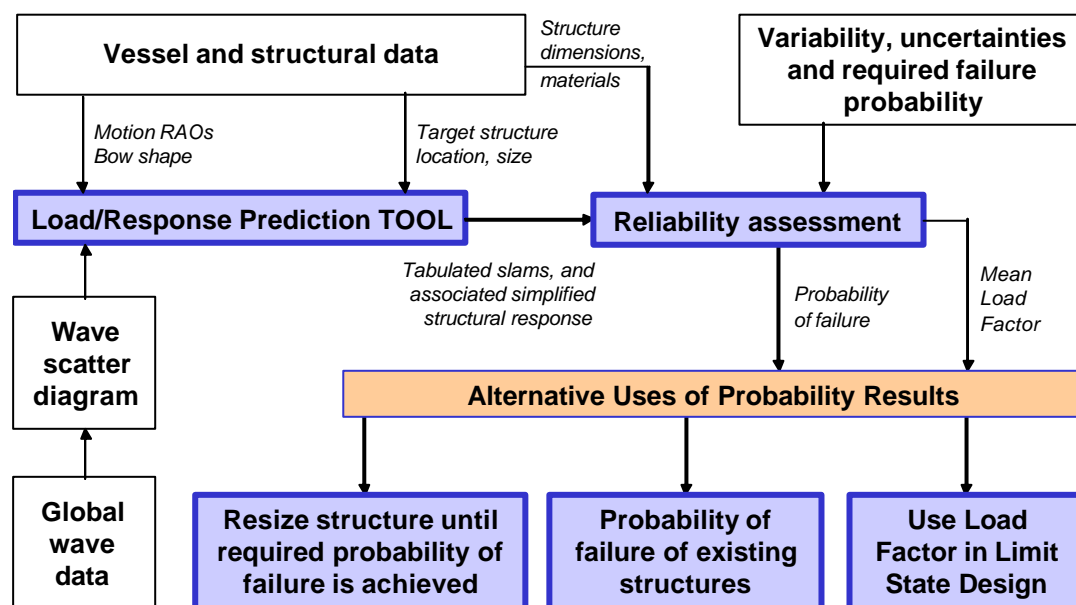 Vessel and structural data
Structure
dimensions,
materials
Variability, uncertainties
and required failure
probability
Motion RAOs
Bow shape
Target structure
location, size
Load/Response Prediction TOOL
Reliability assessment
Tabulated slams, and
associated simplified
structural response
Probability
of failure
Mean
Load
Factor
Wave
scatter
diagram
Alternative Uses of Probability Results
Global
wave
data
Resize structure until
required probability of
failure is achieved
Probability of
failure of existing
structures
Use Load
Factor in Limit
State Design